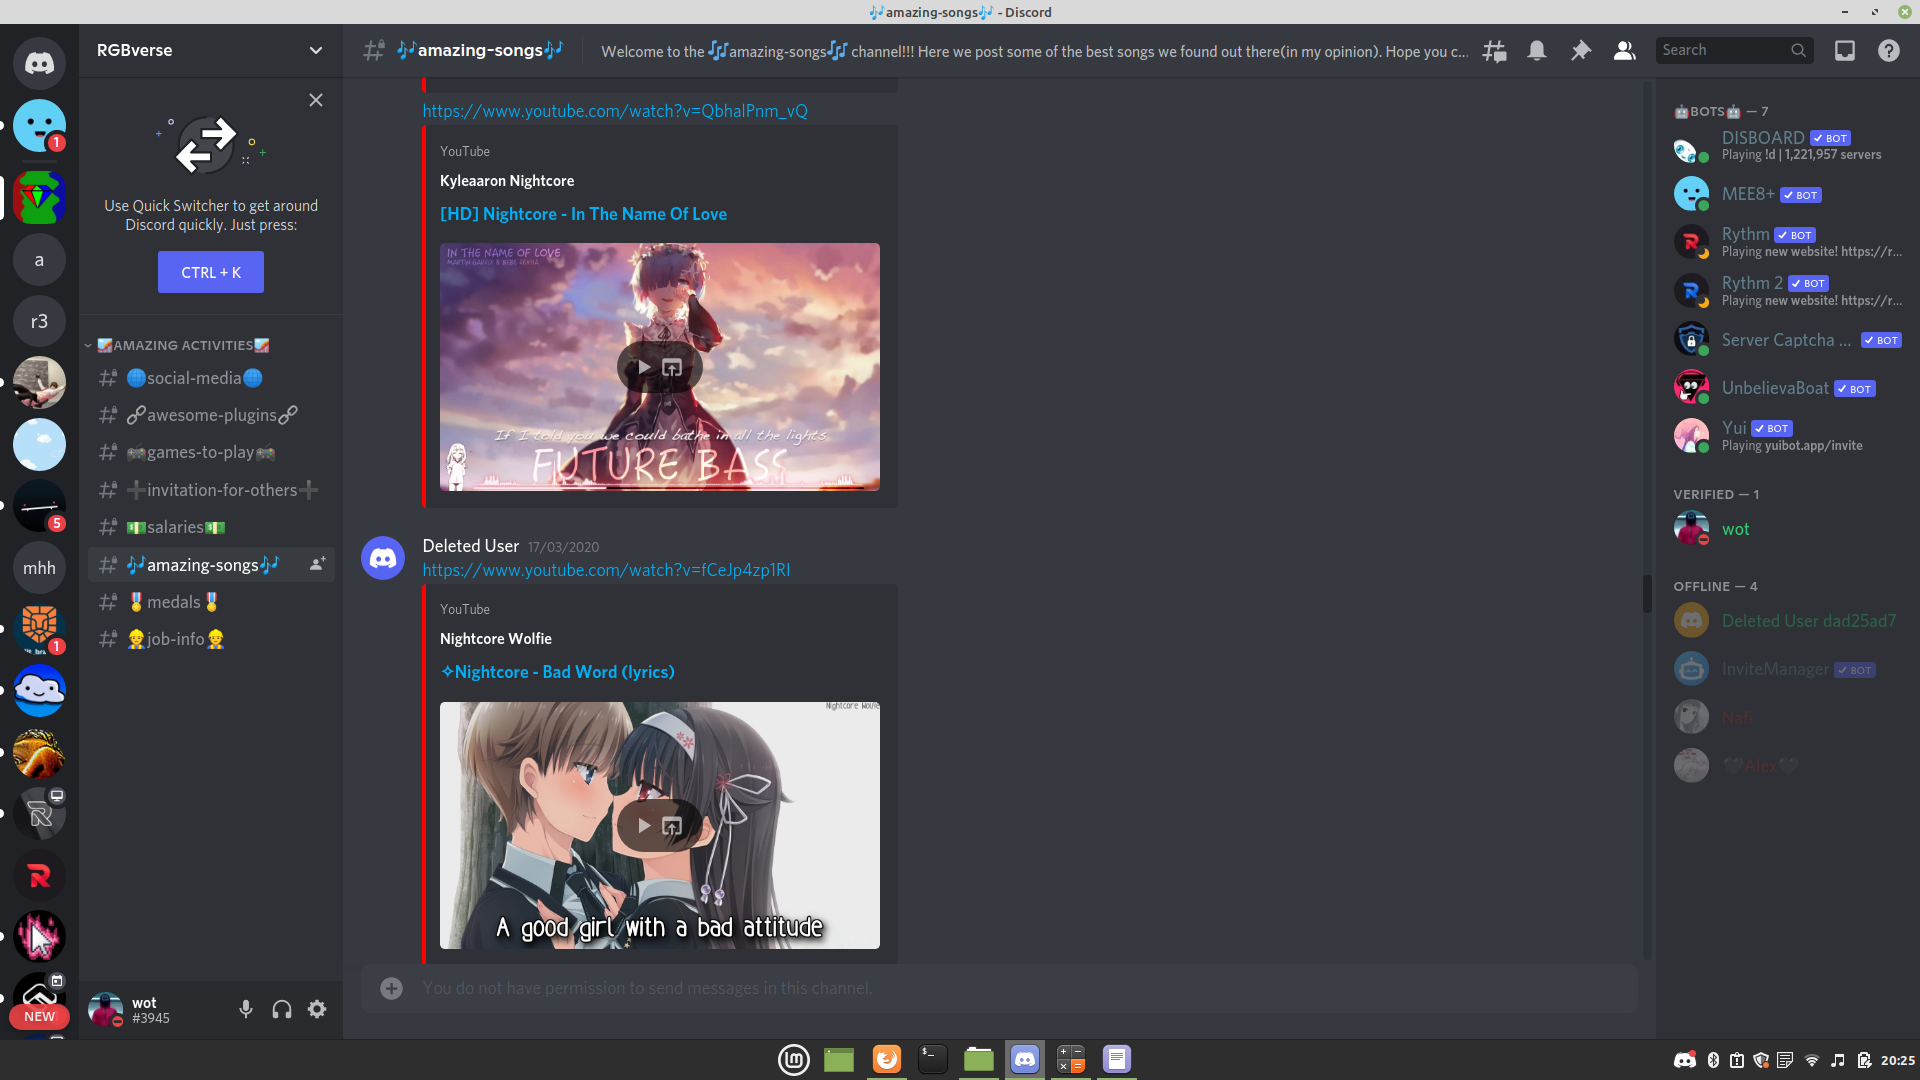 🎶amazing-songs🎶 - Discord
RGBverse
🎶amazing-songs🎶
Welcome to the 🎶amazing-songs🎶 channel!!! Here we post some of the best songs we found out there(in my opinion). Hope you c...
Search
1
Use Quick Switcher to get around
Discord quickly. Just press:
CTRL + K
a
r3
5
mhh
1
NEW
AMAZING ACTIVITIES
🌐social-media🌐
🔗awesome-plugins🔗
🎮games-to-play🎮
➕invitation-for-others➕
💵salaries💵
🎶amazing-songs🎶
🏅medals🏅
👷job-info👷
wot
#3945
https://www.youtube.com/watch?v=QbhalPnm_vQ
YouTube
Kyleaaron Nightcore
[HD] Nightcore - In The Name Of Love
IN THE NAME OF LOVE
MARTIN GARRIX & BEBE REXHA
If I told you we could bathe in all the lights
FUTURE BASS
Deleted User 17/03/2020
https://www.youtube.com/watch?v=fCeJp4zp1RI
YouTube
Nightcore Wolfie
✧Nightcore - Bad Word (lyrics)
Nightcore Wolfie
A good girl with a bad attitude
You do not have permission to send messages in this channel.
🤖BOTS🤖 — 7
DISBOARD ✓ BOT
Playing !d | 1,221,957 servers
MEE8+ ✓ BOT
Rythm ✓ BOT
Playing new website! https://r...
Rythm 2 ✓ BOT
Playing new website! https://r...
Server Captcha ... ✓ BOT
UnbelievaBoat ✓ BOT
Yui ✓ BOT
Playing yuibot.app/invite
VERIFIED — 1
wot
OFFLINE — 4
Deleted User dad25ad7
InviteManager ✓ BOT
Nafi
🖤Alex🖤
20:25